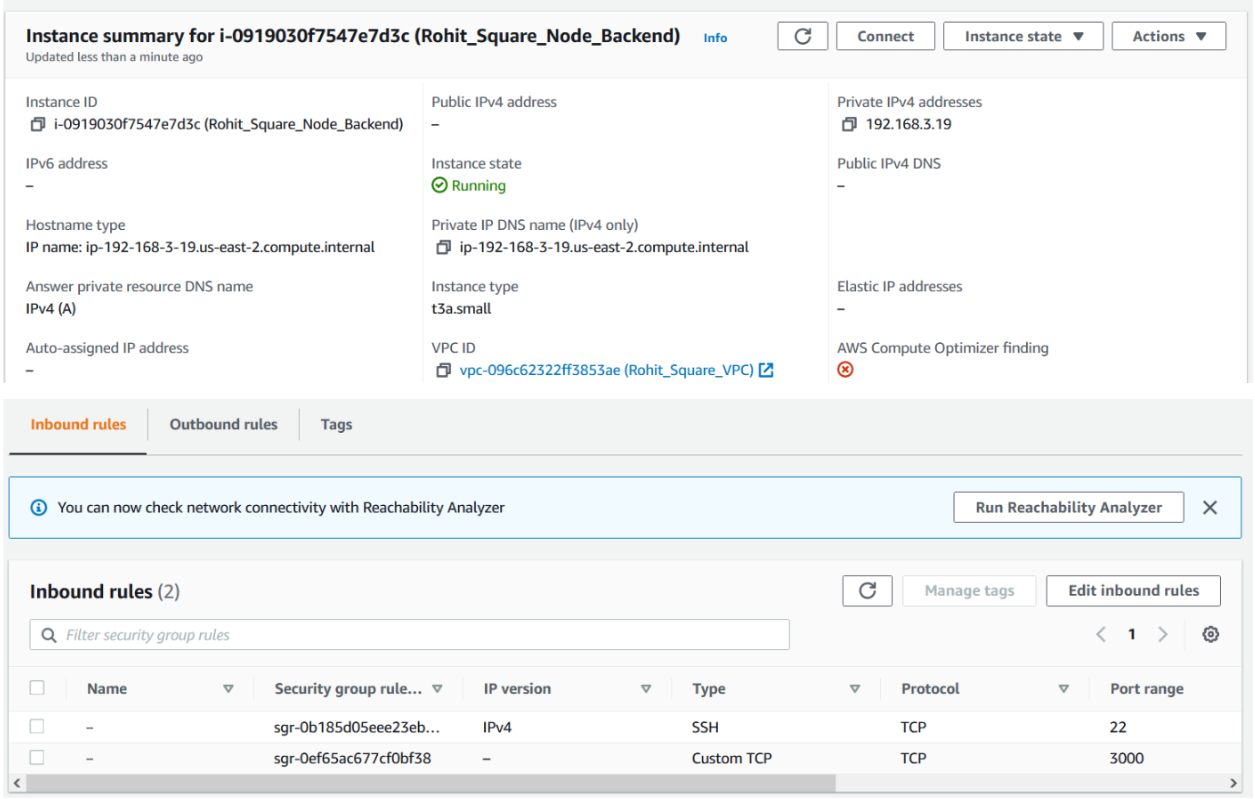 Instance summary for i-0919030f7547e7d3c (Rohit_Square_Node_Backend) Info
Connect Instance state Actions
Updated less than a minute ago
Instance ID Public IPv4 address Private IPv4 addresses
i-0919030f7547e7d3c (Rohit_Square_Node_Backend) – 192.168.3.19
IPv6 address Instance state Public IPv4 DNS
– Running –
Hostname type Private IP DNS name (IPv4 only)
IP name: ip-192-168-3-19.us-east-2.compute.internal ip-192-168-3-19.us-east-2.compute.internal
Answer private resource DNS name Instance type Elastic IP addresses
IPv4 (A) t3a.small –
Auto-assigned IP address VPC ID AWS Compute Optimizer finding
– vpc-096c62322ff3853ae (Rohit_Square_VPC)
Inbound rules Outbound rules Tags
You can now check network connectivity with Reachability Analyzer Run Reachability Analyzer
Inbound rules (2) Manage tags Edit inbound rules
Filter security group rules 1
Name Security group rule... IP version Type Protocol Port range
– sgr-0b185d05eee23eb... IPv4 SSH TCP 22
– sgr-0ef65ac677cf0bf38 – Custom TCP TCP 3000